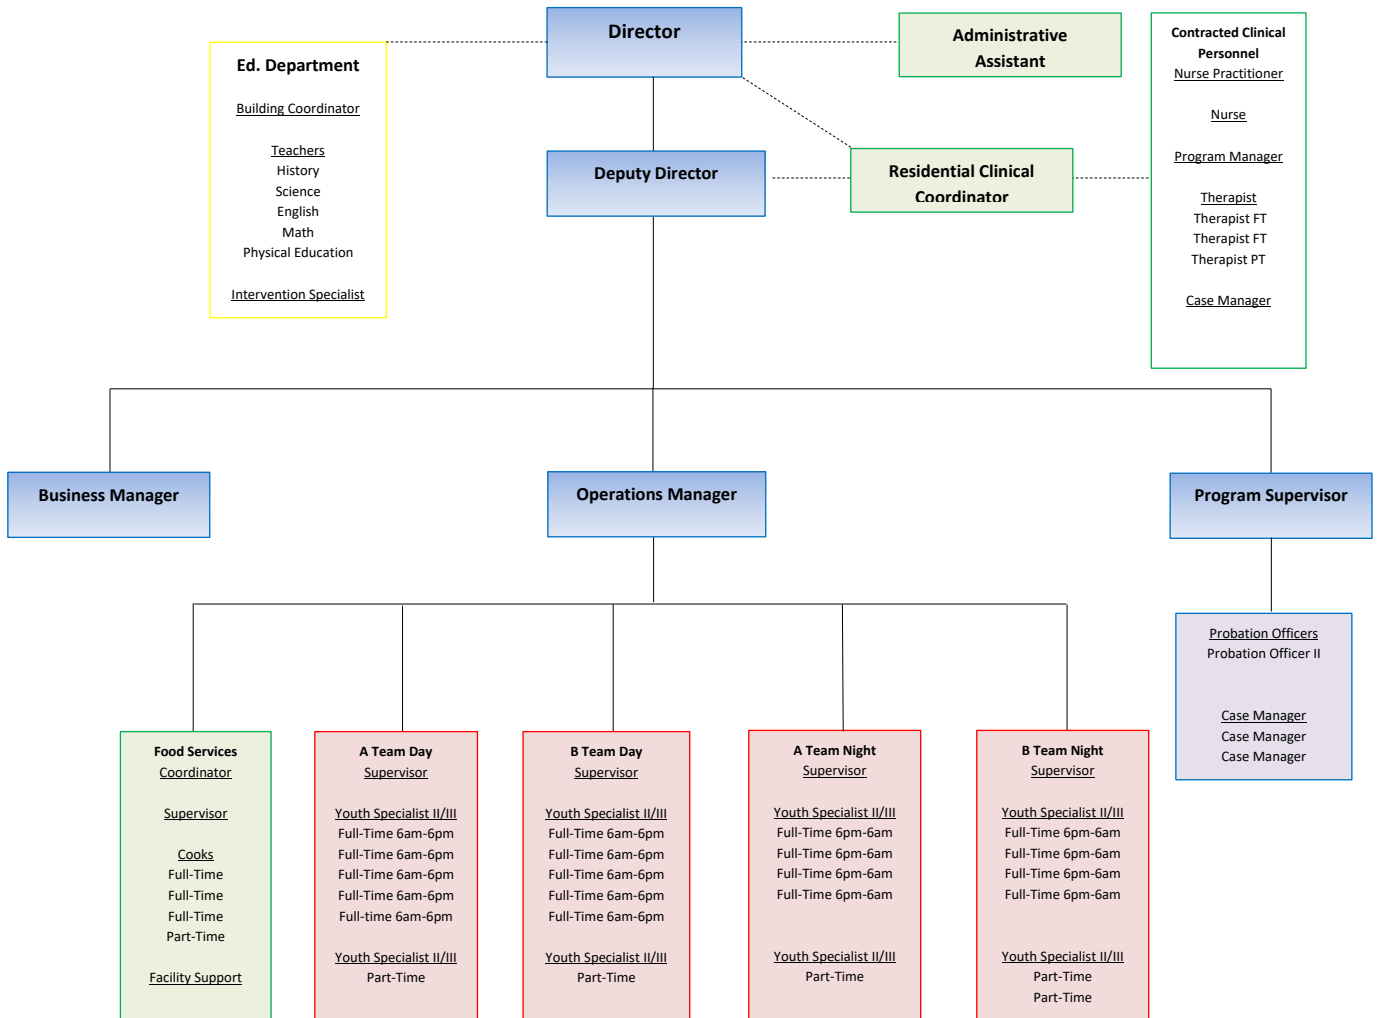 Director
Administrative
Assistant
Contracted Clinical
Personnel
Nurse Practitioner
Nurse
Program Manager
Therapist
Therapist FT
Therapist FT
Therapist PT
Case Manager
Ed. Department
Building Coordinator
Teachers
History
Science
English
Math
Physical Education
Intervention Specialist
Deputy Director
Residential Clinical
Coordinator
Business Manager
Operations Manager
Program Supervisor
Probation Officers
Probation Officer II
Case Manager
Case Manager
Case Manager
Food Services
Coordinator
Supervisor
Cooks
Full-Time
Full-Time
Full-Time
Part-Time
Facility Support
A Team Day
Supervisor
Youth Specialist II/III
Full-Time 6am-6pm
Full-Time 6am-6pm
Full-Time 6am-6pm
Full-Time 6am-6pm
Full-time 6am-6pm
Youth Specialist II/III
Part-Time
B Team Day
Supervisor
Youth Specialist II/III
Full-Time 6am-6pm
Full-Time 6am-6pm
Full-Time 6am-6pm
Full-Time 6am-6pm
Full-Time 6am-6pm
Youth Specialist II/III
Part-Time
A Team Night
Supervisor
Youth Specialist II/III
Full-Time 6pm-6am
Full-Time 6pm-6am
Full-Time 6pm-6am
Full-Time 6pm-6am
Youth Specialist II/III
Part-Time
B Team Night
Supervisor
Youth Specialist II/III
Full-Time 6pm-6am
Full-Time 6pm-6am
Full-Time 6pm-6am
Full-Time 6pm-6am
Youth Specialist II/III
Part-Time
Part-Time